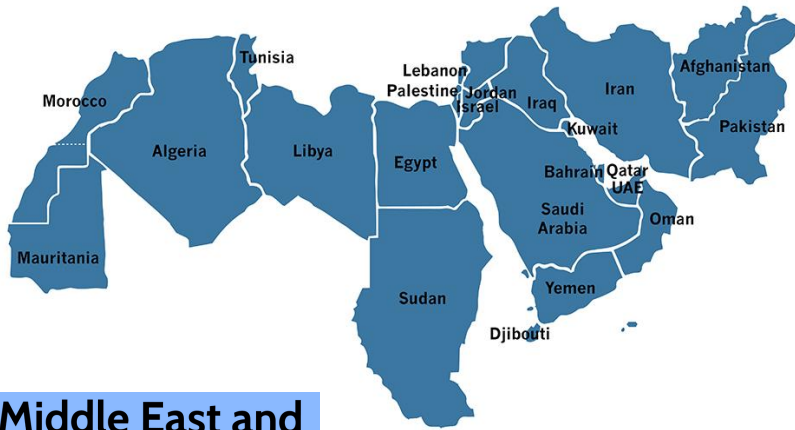 Tunisia
Lebanon
Afghanistan
Morocco
Palestine
Jordan
Iran
Israel
Iraq
Kuwait
Pakistan
Algeria
Libya
Egypt
Bahrain
Qatar
UAE
Saudi
Arabia
Oman
Mauritania
Yemen
Sudan
Djibouti
Middle East and